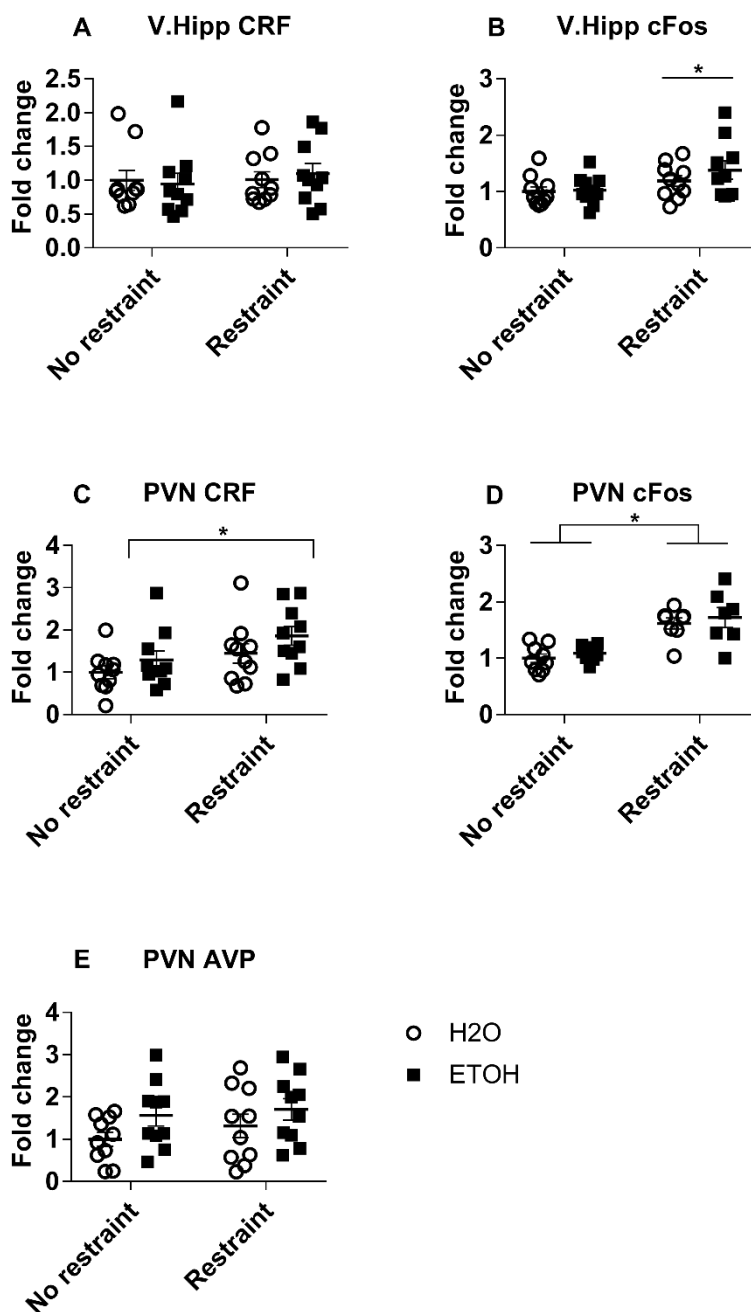 A V.Hipp CRF
Fold change
2.5
2.0
1.5
1.0
0.5
0.0
No restraint
Restraint
B V.Hipp cFos
Fold change
3
2
1
0
*
No restraint
Restraint
C PVN CRF
Fold change
4
3
2
1
0
*
No restraint
Restraint
D PVN cFos
Fold change
3
2
1
0
*
No restraint
Restraint
E PVN AVP
Fold change
4
3
2
1
0
No restraint
Restraint
H2O
ETOH